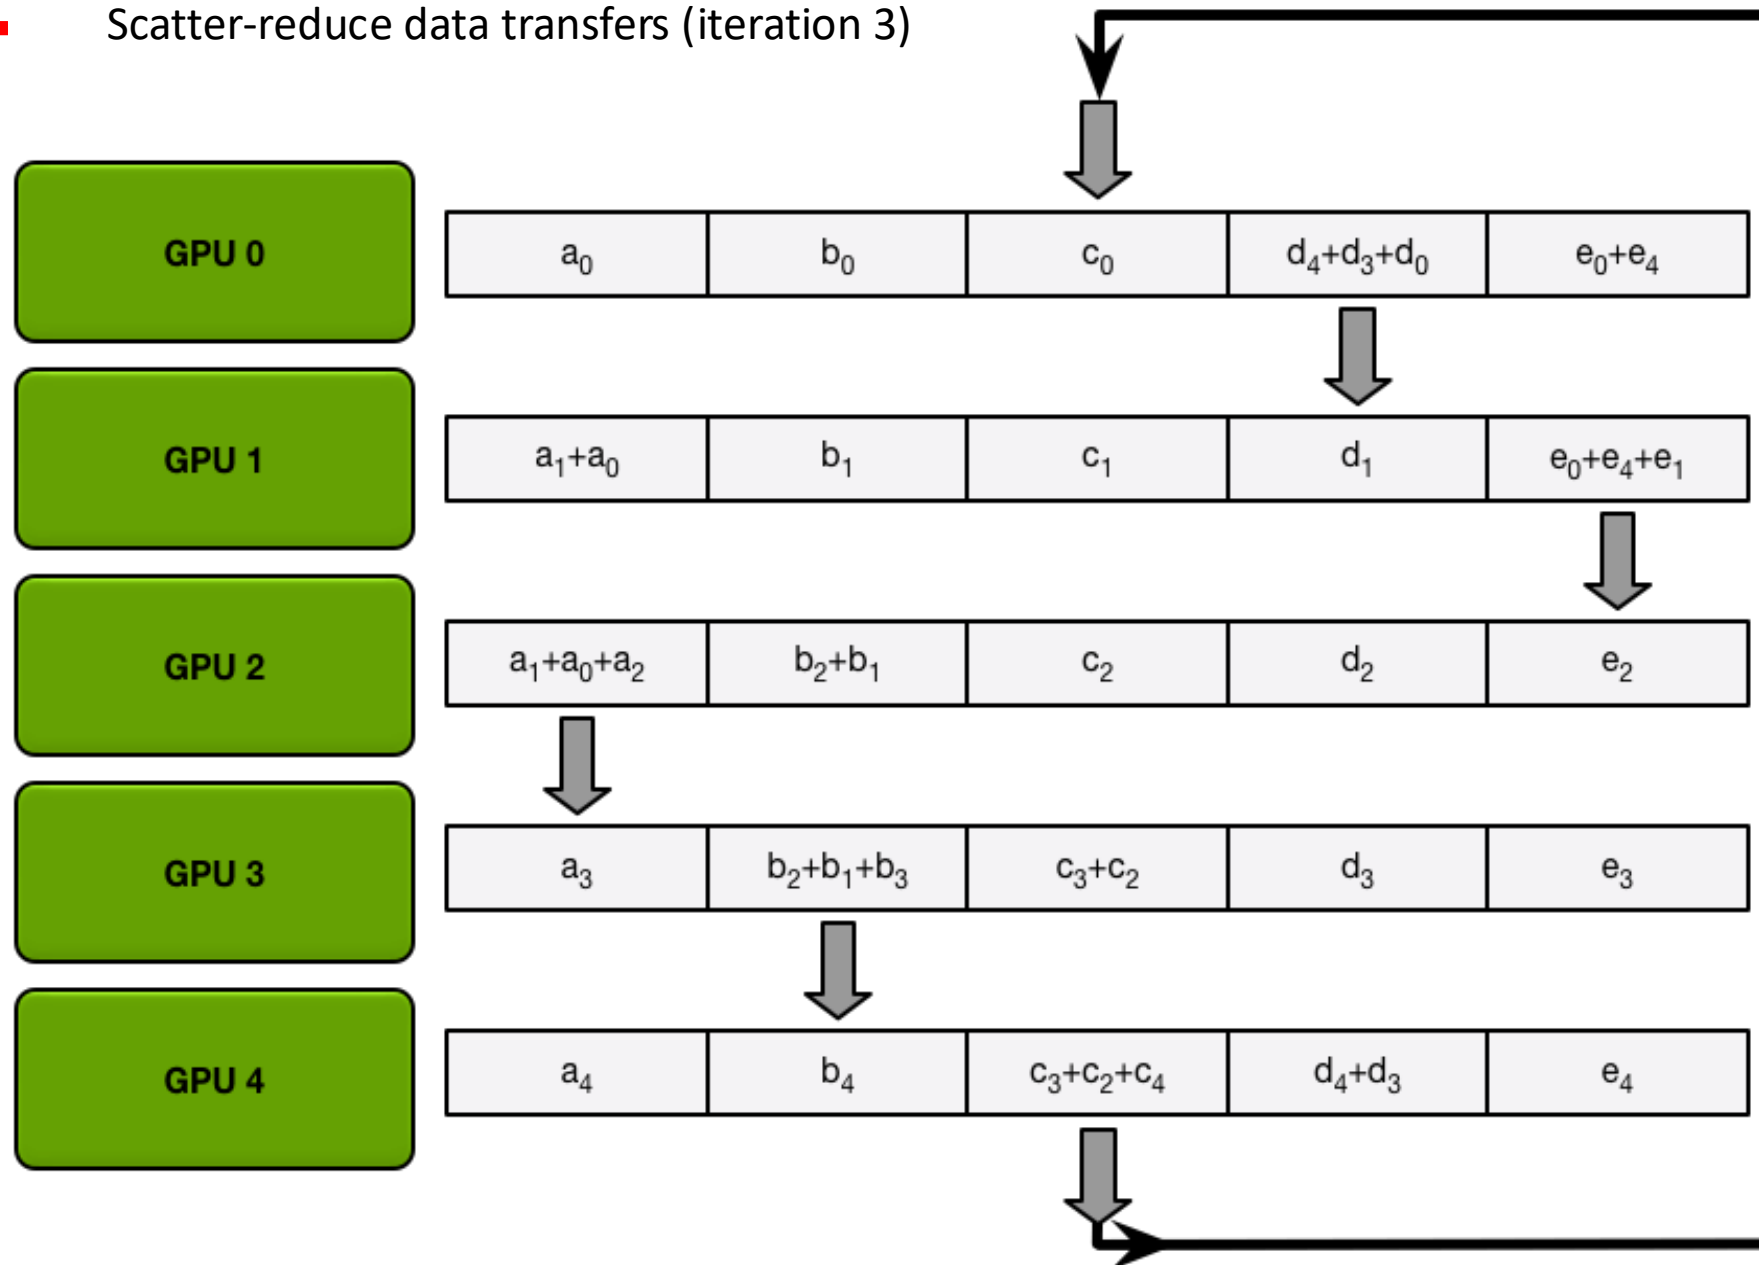 Scatter-reduce data transfers (iteration 3)
GPU 0 a₀ b₀ c₀ d₄+d₃+d₀ e₀+e₄
GPU 1 a₁+a₀ b₁ c₁ d₁ e₀+e₄+e₁
GPU 2 a₁+a₀+a₂ b₂+b₁ c₂ d₂ e₂
GPU 3 a₃ b₂+b₁+b₃ c₃+c₂ d₃ e₃
GPU 4 a₄ b₄ c₃+c₂+c₄ d₄+d₃ e₄